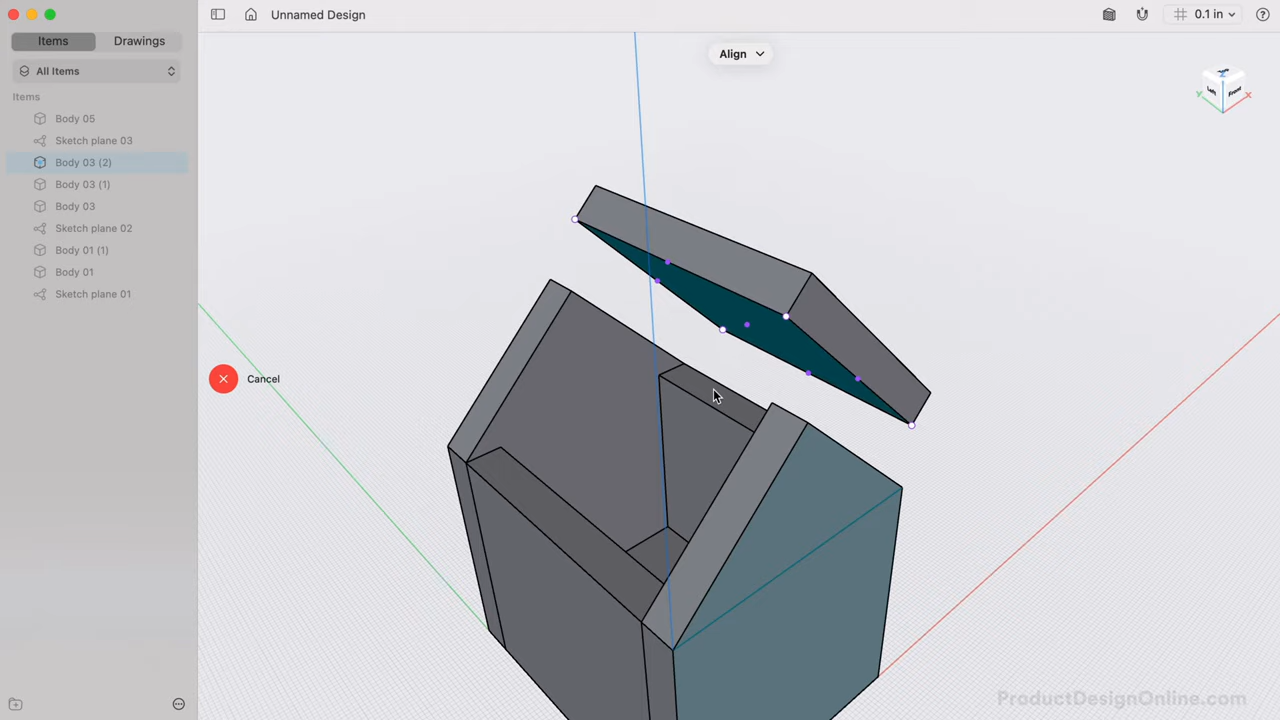 Unnamed Design
0.1 in
Items
Drawings
All Items
Items
Body 05
Sketch plane 03
Body 03 (2)
Body 03 (1)
Body 03
Sketch plane 02
Body 01 (1)
Body 01
Sketch plane 01
Align
Left
Front
Y
X
Cancel
ProductDesignOnline.com